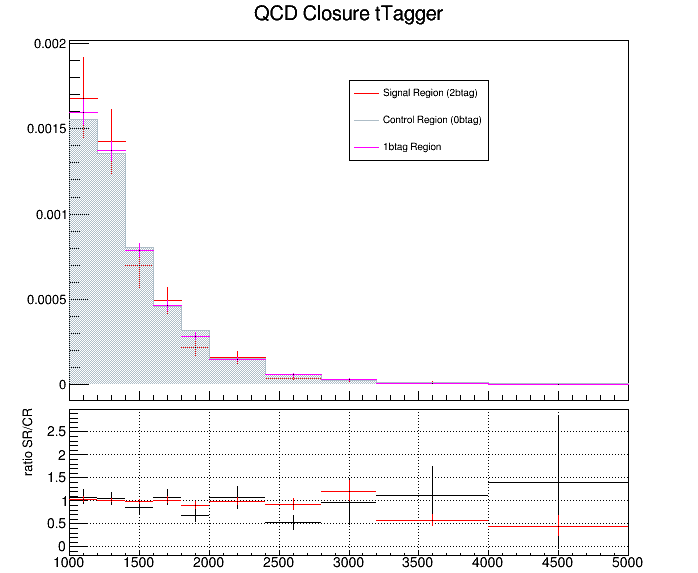 QCD Closure tTagger
0.002
0.0015
0.001
0.0005
0
Signal Region (2btag)
Control Region (0btag)
1btag Region
ratio SR/CR
2.5
2
1.5
1
0.5
0
1000 1500 2000 2500 3000 3500 4000 4500 5000